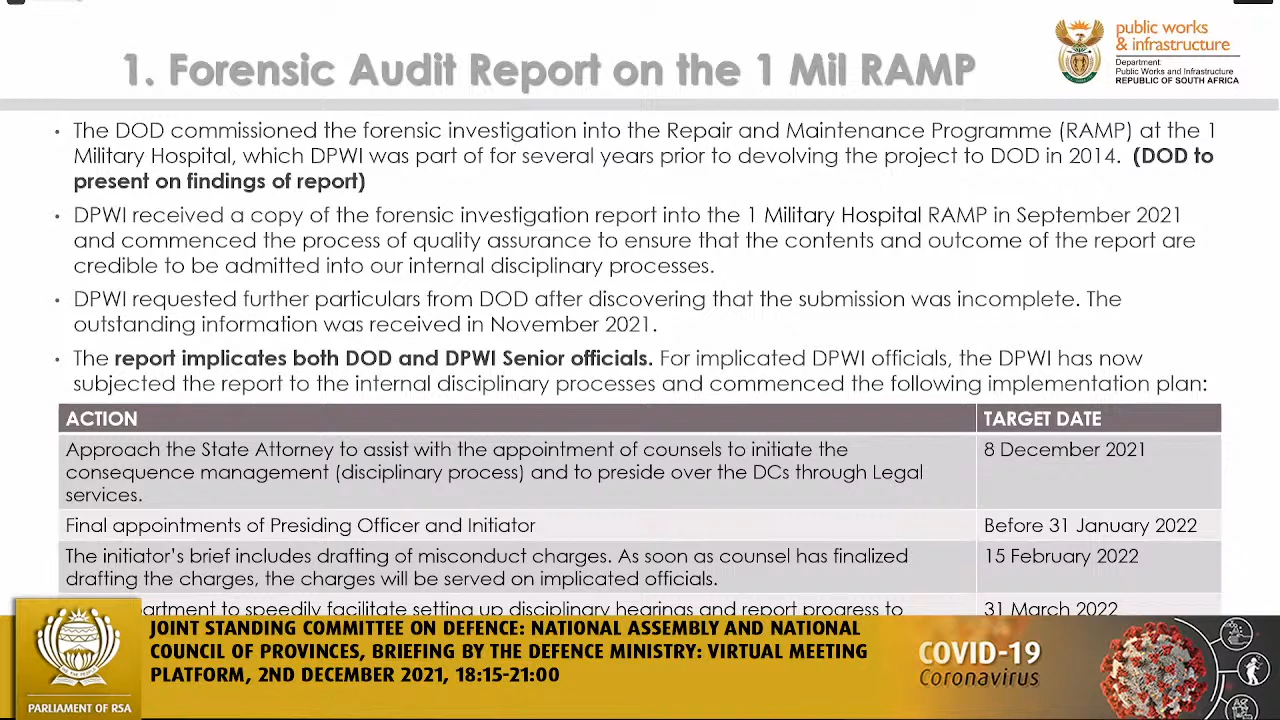 1. Forensic Audit Report on the 1 Mil RAMP
public works
& infrastructure
Department
Public Works and Infrastructure
REPUBLIC OF SOUTH AFRICA
• The DOD commissioned the forensic investigation into the Repair and Maintenance Programme (RAMP) at the 1
Military Hospital, which DPWI was part of for several years prior to devolving the project to DOD in 2014. (DOD to
present on findings of report)
• DPWI received a copy of the forensic investigation report into the 1 Military Hospital RAMP in September 2021
and commenced the process of quality assurance to ensure that the contents and outcome of the report are
credible to be admitted into our internal disciplinary processes.
• DPWI requested further particulars from DOD after discovering that the submission was incomplete. The
outstanding information was received in November 2021.
• The report implicates both DOD and DPWI Senior officials. For implicated DPWI officials, the DPWI has now
subjected the report to the internal disciplinary processes and commenced the following implementation plan:
ACTION TARGET DATE
Approach the State Attorney to assist with the appointment of counsels to initiate the 8 December 2021
consequence management (disciplinary process) and to preside over the DCs through Legal
services.
Final appointments of Presiding Officer and Initiator Before 31 January 2022
The initiator's brief includes drafting of misconduct charges. As soon as counsel has finalized 15 February 2022
drafting the charges, the charges will be served on implicated officials.
to speedily facilitate setting up disciplinary hearings and report progress to 31 March 2022
JOINT STANDING COMMITTEE ON DEFENCE: NATIONAL ASSEMBLY AND NATIONAL
COUNCIL OF PROVINCES, BRIEFING BY THE DEFENCE MINISTRY: VIRTUAL MEETING
PLATFORM, 2ND DECEMBER 2021, 18:15-21:00
PARLIAMENT OF RSA
COVID-19
Coronavirus